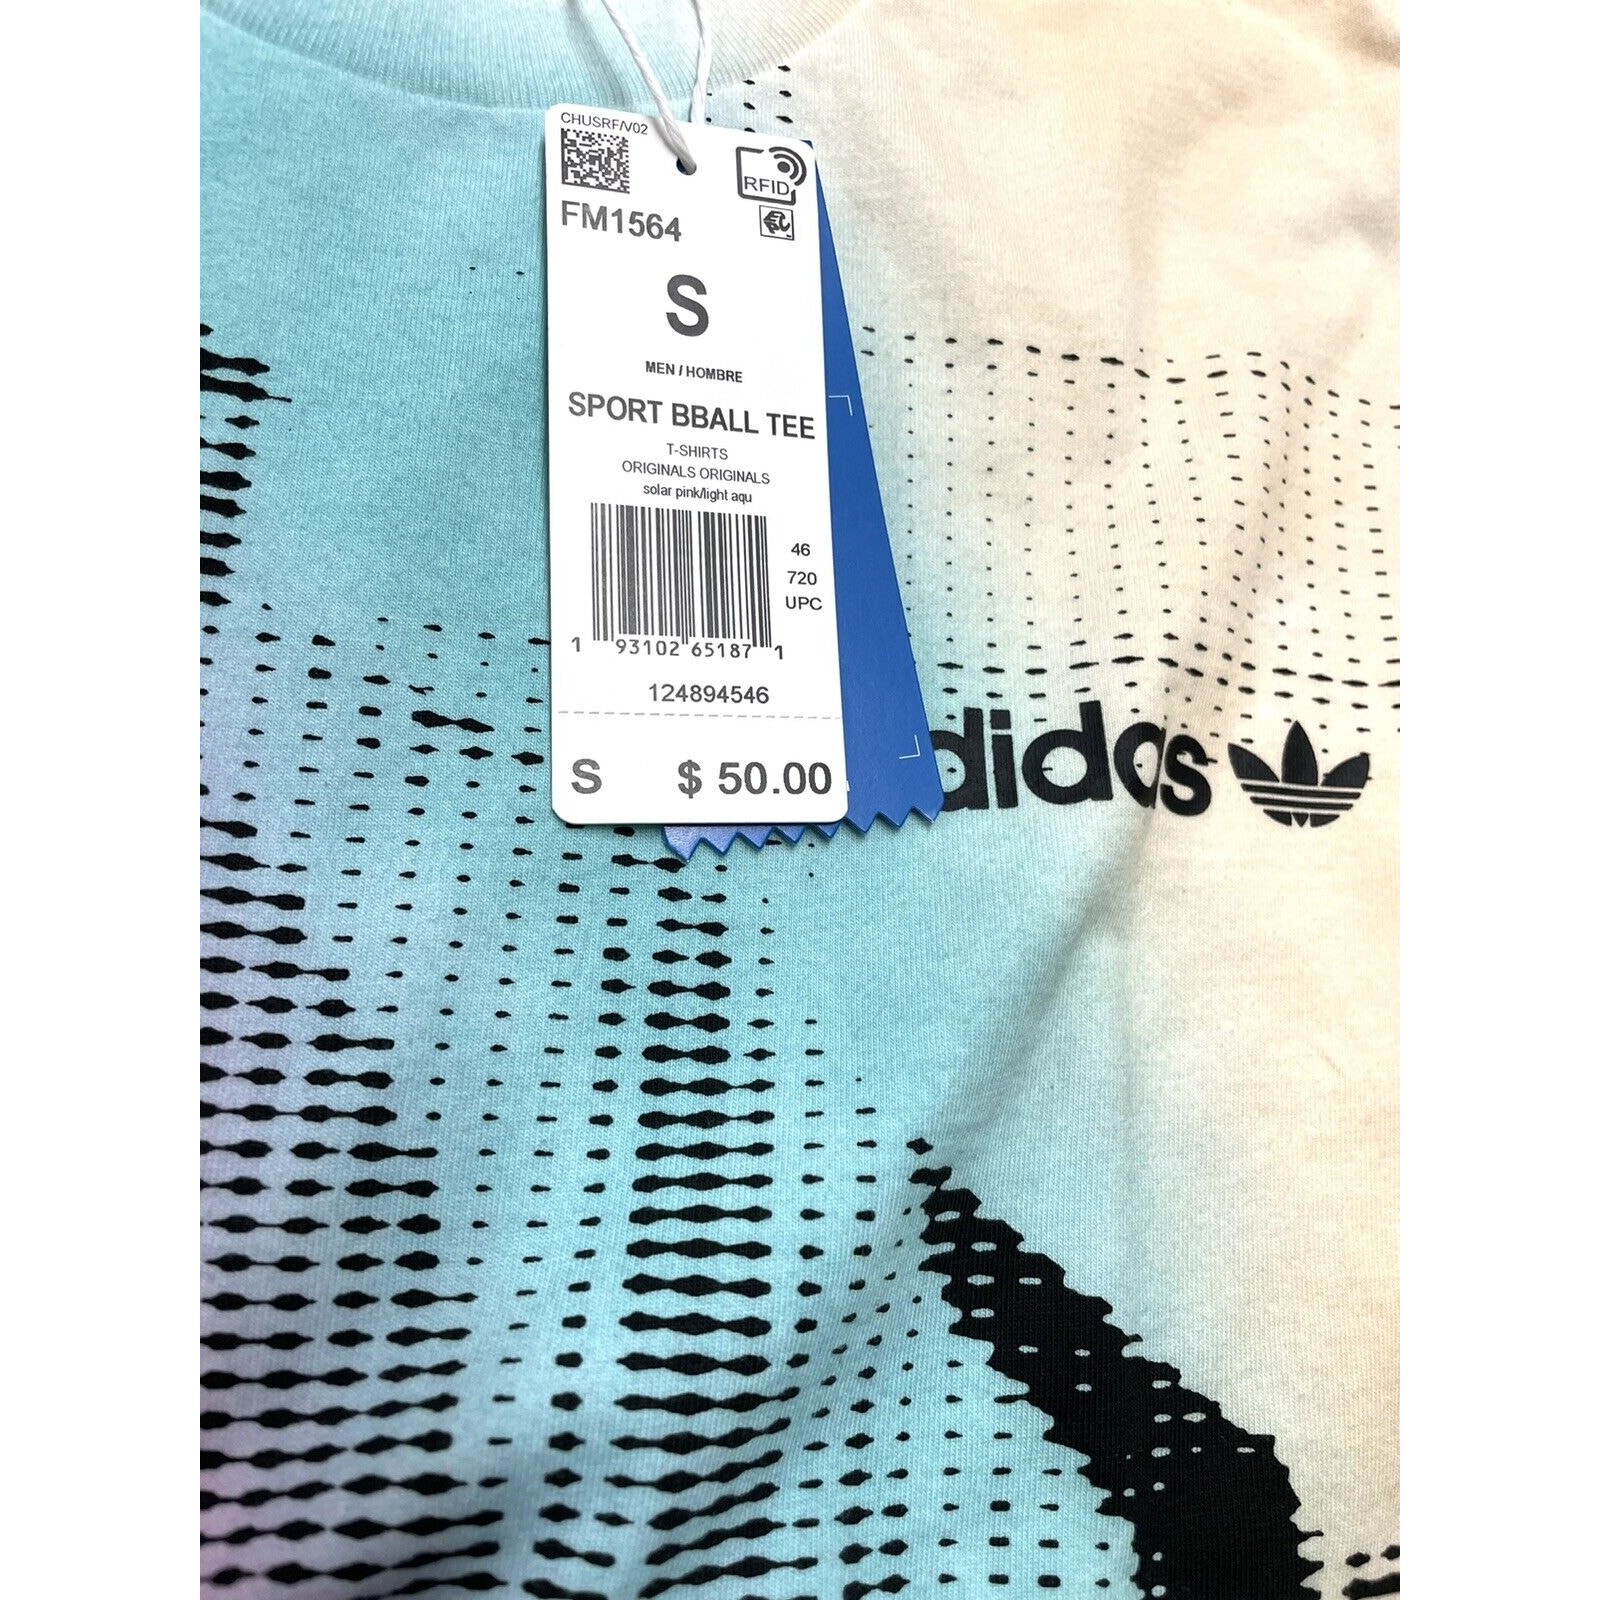 CHUSRF/V02
RFID
FM1564
S
MEN / HOMBRE
SPORT BBALL TEE
T-SHIRTS
ORIGINALS ORIGINALS
solar pink/light aqu
46
720
UPC
1 93102 65187 1
124894546
S $ 50.00
adidas